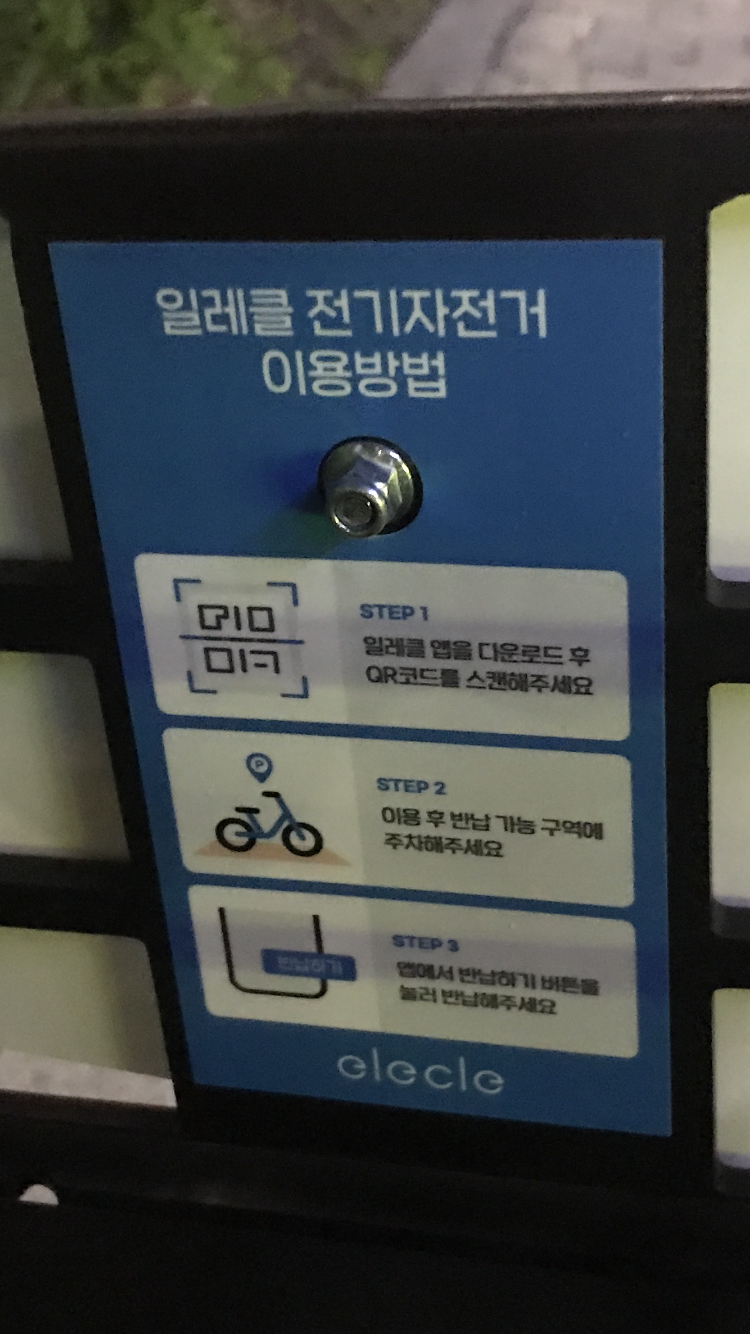 일레클 전기자전거
이용방법
STEP 1
일레클 앱을 다운로드 후
QR코드를 스캔해주세요
P
STEP 2
이용 후 반납 가능 구역에
주차해주세요
반납하기
STEP 3
앱에서 반납하기 버튼을
눌러 반납해주세요
elecle